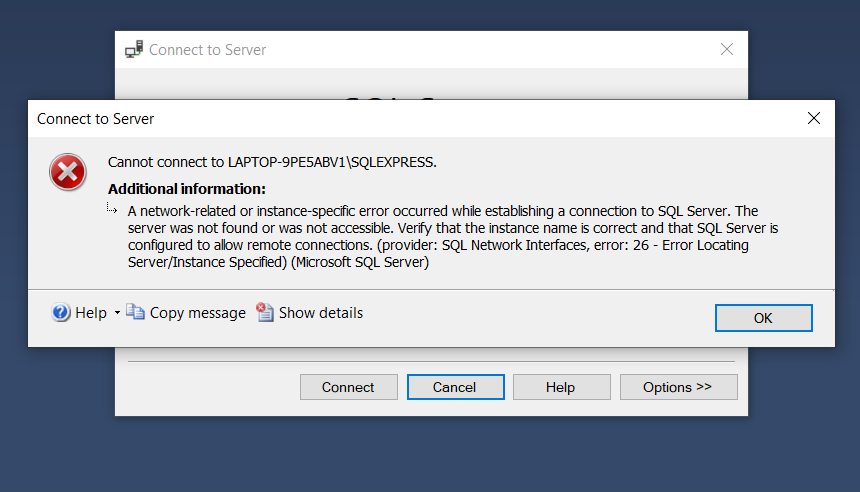 Connect to Server
Connect to Server
Cannot connect to LAPTOP-9PE5ABV1\SQLEXPRESS.
Additional information:
A network-related or instance-specific error occurred while establishing a connection to SQL Server. The
server was not found or was not accessible. Verify that the instance name is correct and that SQL Server is
configured to allow remote connections. (provider: SQL Network Interfaces, error: 26 - Error Locating
Server/Instance Specified) (Microsoft SQL Server)
Help Copy message Show details OK
Connect Cancel Help Options >>